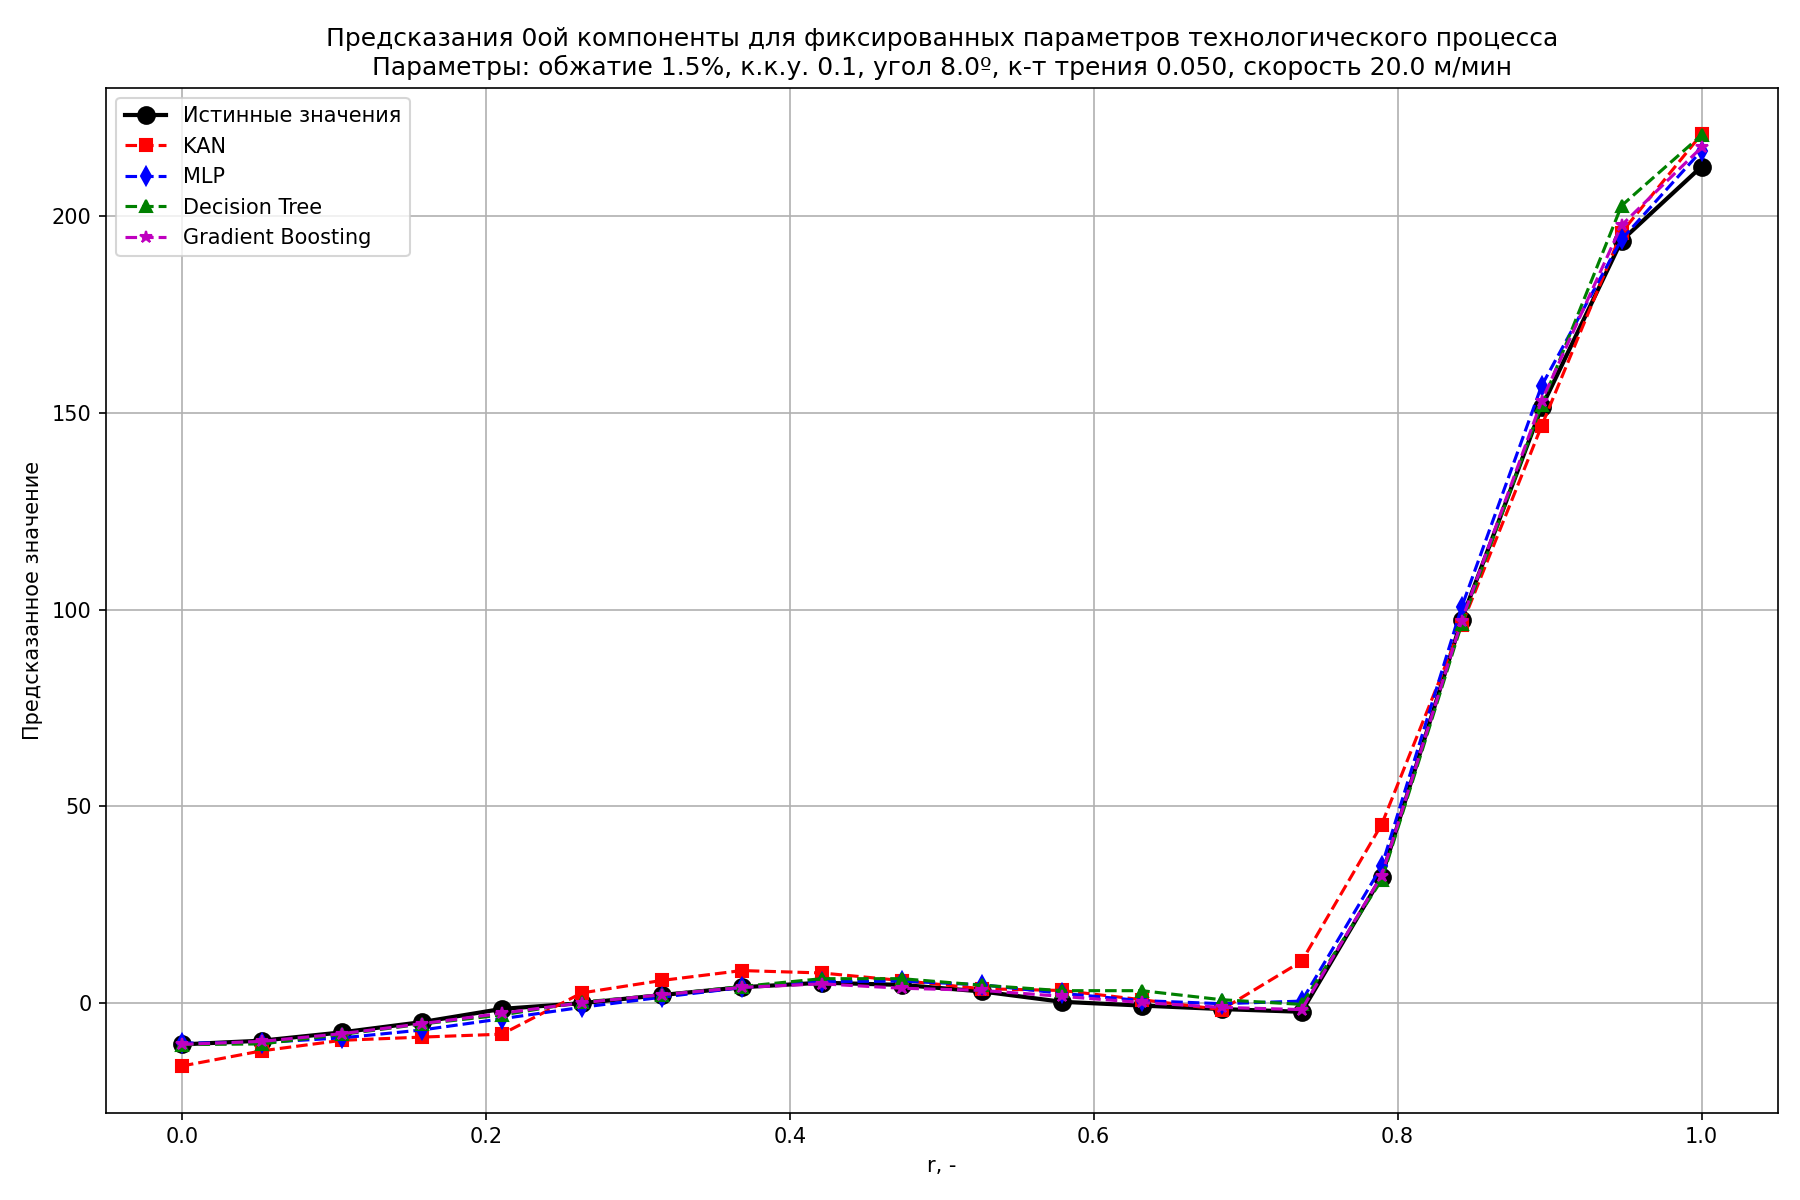 Предсказания 0ой компоненты для фиксированных параметров технологического процесса
Параметры: обжатие 1.5%, к.к.у. 0.1, угол 8.0º, к-т трения 0.050, скорость 20.0 м/мин
Истинные значения
KAN
MLP
Decision Tree
Gradient Boosting
Предсказанное значение
200
150
100
50
0
0.0 0.2 0.4 0.6 0.8 1.0
r, -